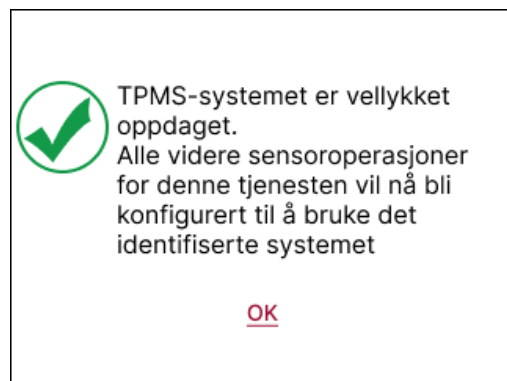 TPMS-systemet er vellykket
oppdaget.
Alle videre sensoroperasjoner
for denne tjenesten vil nå bli
konfigurert til å bruke det
identifiserte systemet
OK